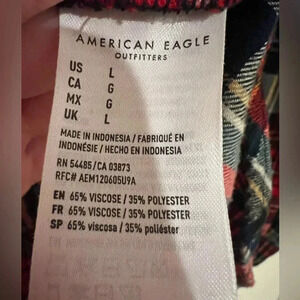 AMERICAN EAGLE
OUTFITTERS
US L
CA G
MX G
UK L
MADE IN INDONESIA / FABRIQUÉ EN
INDONÉSIE / HECHO EN INDONESIA
RN 54485/CA 03873
RFC# AEM120605U9A
EN 65% VISCOSE / 35% POLYESTER
FR 65% VISCOSE / 35% POLYESTER
SP 65% viscosa / 35% poliéster